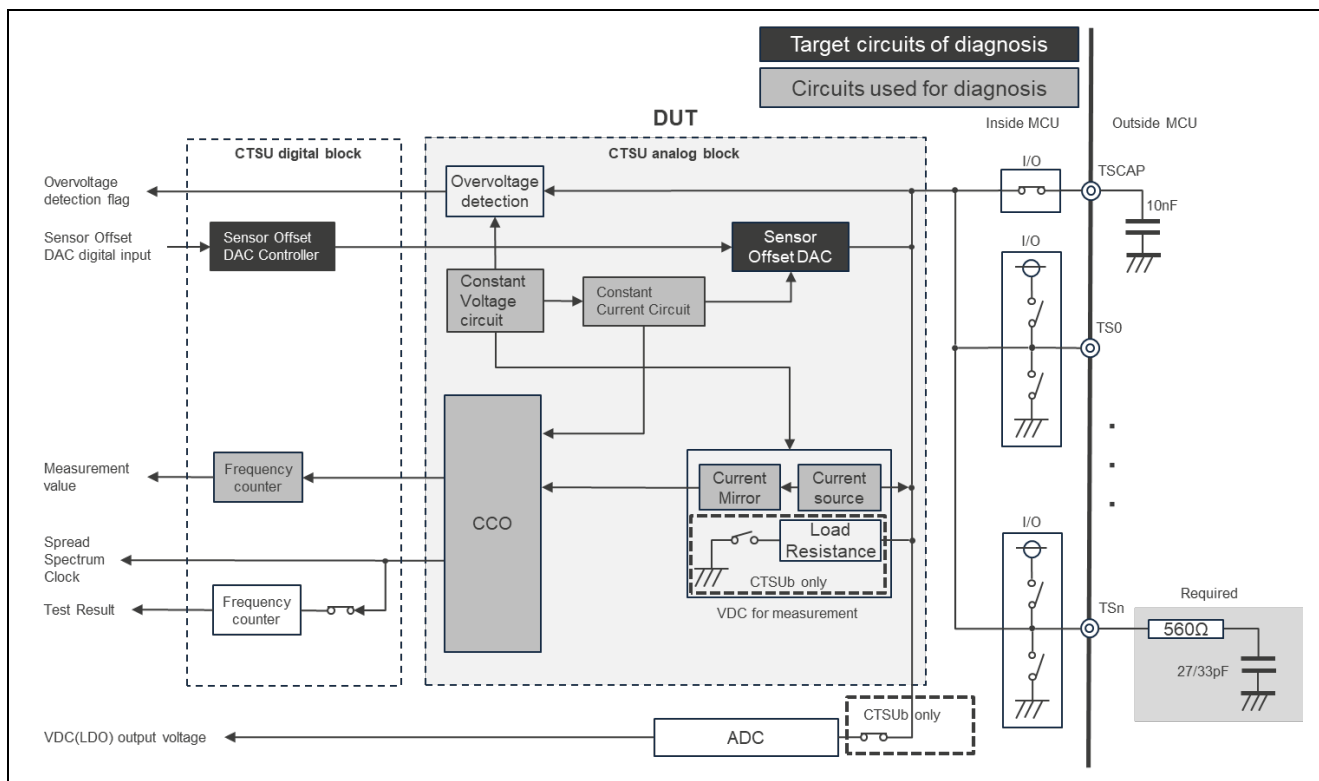 Target circuits of diagnosis
Circuits used for diagnosis
DUT
Inside MCU
Outside MCU
CTSU digital block
CTSU analog block
I/O
TSCAP
10nF
Overvoltage
detection flag
Overvoltage
detection
Sensor Offset
DAC digital input
Sensor Offset
DAC Controller
Sensor
Offset DAC
I/O
Constant
Voltage
circuit
Constant
Current Circuit
TS0
Measurement
value
Frequency
counter
CCO
Current
Mirror
Current
source
I/O
Load
Resistance
CTSUb only
VDC for measurement
Spread
Spectrum
Clock
Test Result
Frequency
counter
TSn
Required
560Ω
27/33pF
CTSUb only
VDC(LDO) output voltage
ADC